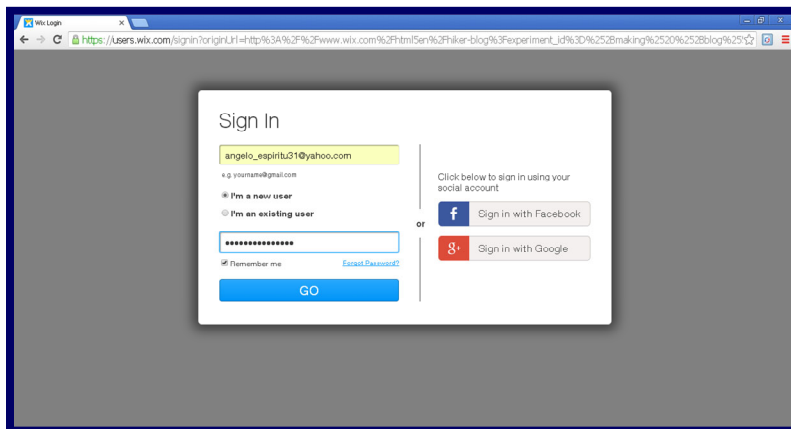 Wix Login
https://users.wix.com/signin?originUrl=http%3A%2F%2Fwww.wix.com%2Fhtml5en%2Fhiker-blog%3Fexperiment_id%3D%252Bmaking%2520%252Bblog%25
Sign In
angelo_espiritu31@yahoo.com
e.g. yourname@gmail.com
I'm a new user
I'm an existing user
Remember me
Forgot Password?
GO
or
Click below to sign in using your
social account
f Sign in with Facebook
g+ Sign in with Google